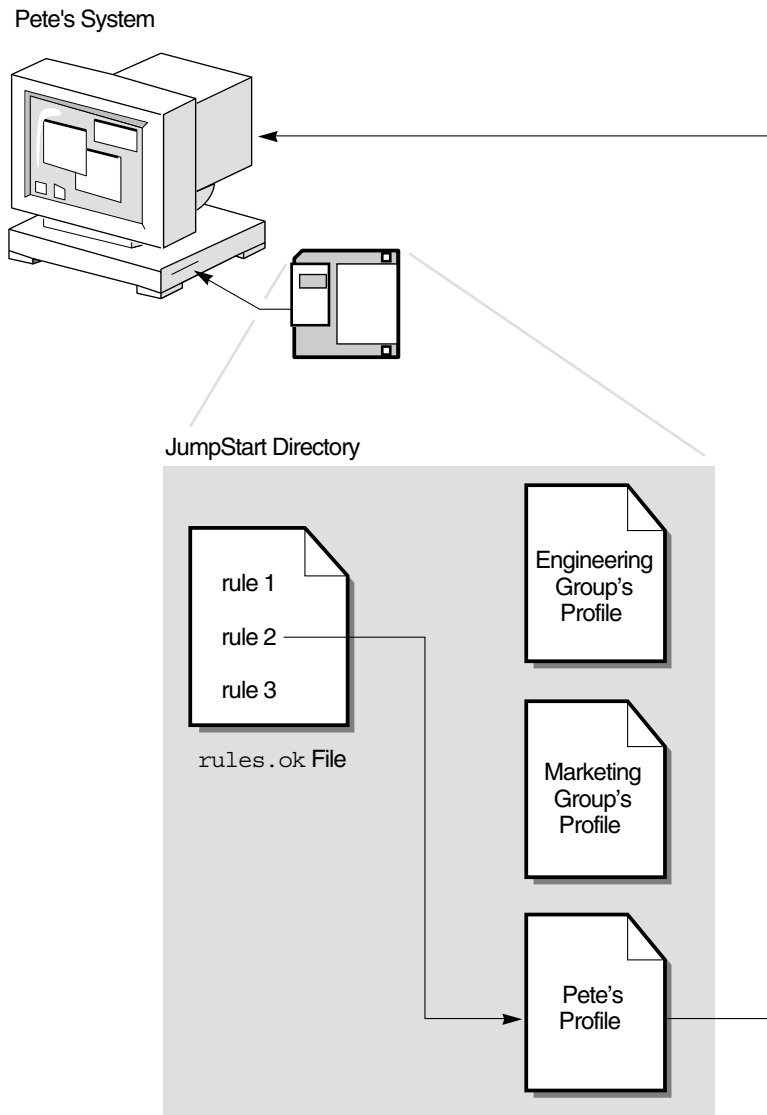 Pete's System
JumpStart Directory
rule 1
rule 2
rule 3
rules.ok File
Engineering
Group's
Profile
Marketing
Group's
Profile
Pete's
Profile